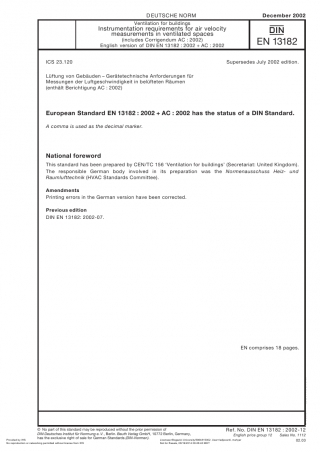 DEUTSCHE NORM
December 2002
Ventilation for buildings
Instrumentation requirements for air velocity
measurements in ventilated spaces
(includes Corrigendum AC : 2002)
English version of DIN EN 13182 : 2002 + AC : 2002
DIN
EN 13182
ICS 23.120
Supersedes July 2002 edition.
Lüftung von Gebäuden – Gerätetechnische Anforderungen für
Messungen der Luftgeschwindigkeit in belüfteten Räumen
(enthält Berichtigung AC : 2002)
European Standard EN 13182 : 2002 + AC : 2002 has the status of a DIN Standard.
A comma is used as the decimal marker.
National foreword
This standard has been prepared by CEN/TC 156 'Ventilation for buildings' (Secretariat: United Kingdom).
The responsible German body involved in its preparation was the Normenausschuss Heiz- und
Raumlufttechnik (HVAC Standards Committee).
Amendments
Printing errors in the German version have been corrected.
Previous edition
DIN EN 13182: 2002-07.
EN comprises 18 pages.
© No part of this standard may be reproduced without the prior permission of
DIN Deutsches Institut für Normung e. V., Berlin. Beuth Verlag GmbH, 10772 Berlin, Germany,
has the exclusive right of sale for German Standards (DIN-Normen).
Ref. No. DIN EN 13182 : 2002-12
English price group 12 Sales No. 1112
02.03